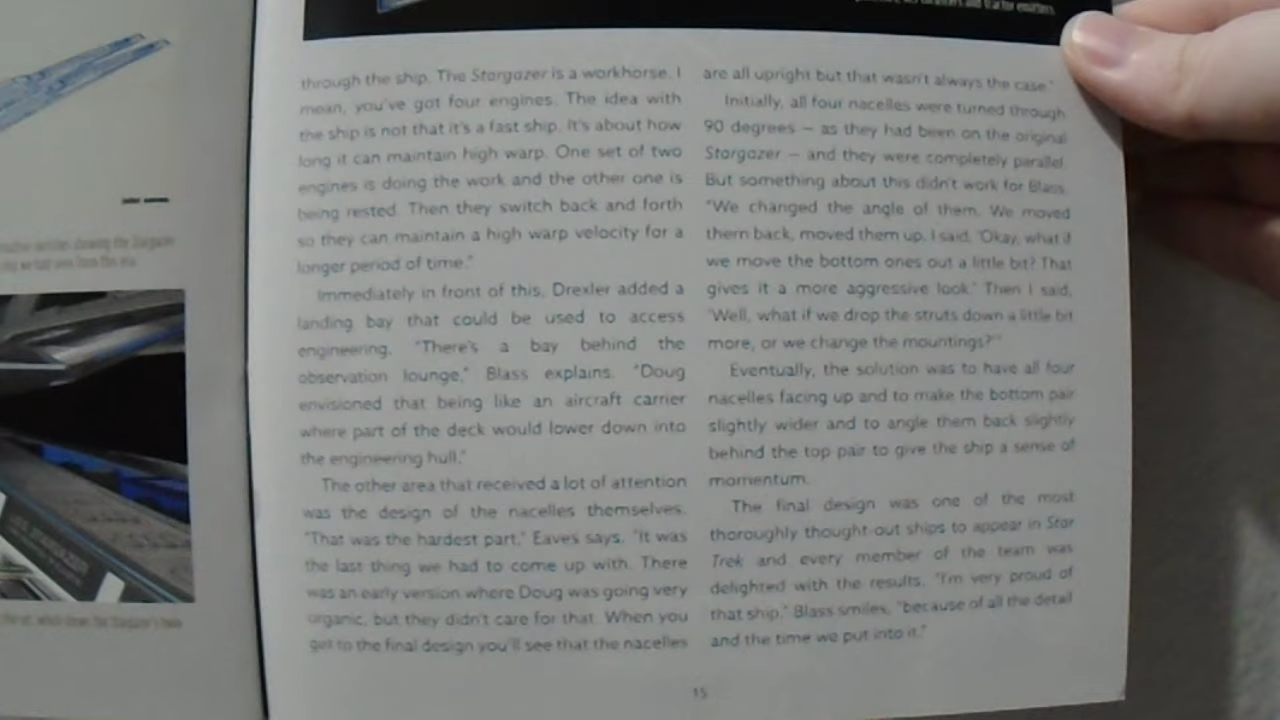 thrusters and tractor emitters.
through the ship. The Stargazer is a workhorse. I
mean, you've got four engines. The idea with
the ship is not that it's a fast ship. It's about how
long it can maintain high warp. One set of two
engines is doing the work and the other one is
being rested. Then they switch back and forth
so they can maintain a high warp velocity for a
longer period of time."
Immediately in front of this, Drexler added a
landing bay that could be used to access
engineering. "There's a bay behind the
observation lounge," Blass explains. "Doug
envisioned that being like an aircraft carrier
where part of the deck would lower down into
the engineering hull."
The other area that received a lot of attention
was the design of the nacelles themselves.
"That was the hardest part," Eaves says. "It was
the last thing we had to come up with. There
was an early version where Doug was going very
organic, but they didn't care for that. When you
get to the final design you'll see that the nacelles
are all upright but that wasn't always the case."
Initially, all four nacelles were turned through
90 degrees – as they had been on the original
Stargazer – and they were completely parallel.
But something about this didn't work for Blass.
"We changed the angle of them. We moved
them back, moved them up. I said, 'Okay, what if
we move the bottom ones out a little bit? That
gives it a more aggressive look.' Then I said,
'Well, what if we drop the struts down a little bit
more, or we change the mountings?'"
Eventually, the solution was to have all four
nacelles facing up and to make the bottom pair
slightly wider and to angle them back slightly
behind the top pair to give the ship a sense of
momentum.
The final design was one of the most
thoroughly thought-out ships to appear in Star
Trek and every member of the team was
delighted with the results. "I'm very proud of
that ship," Blass smiles, "because of all the detail
and the time we put into it."
15